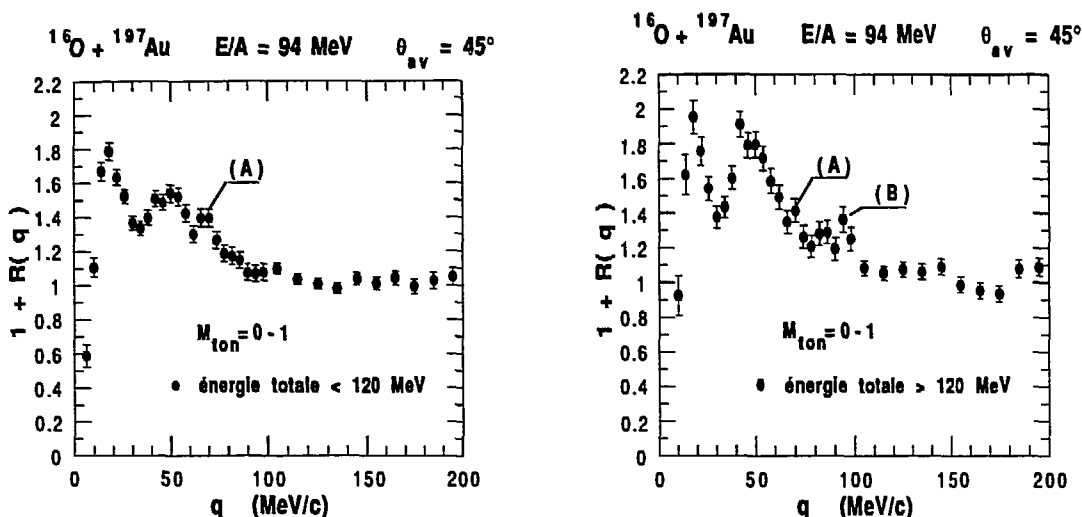 16O + 197Au E/A = 94 MeV θav = 45°
2.2
2
1.8
1.6
1.4
1.2
1
0.8
0.6
0.4
0.2
0
1 + R( q )
(A)
Mton = 0 - 1
énergie totale < 120 MeV
0 50 100 150 200
q (MeV/c)
16O + 197Au E/A = 94 MeV θav = 45°
2.2
2
1.8
1.6
1.4
1.2
1
0.8
0.6
0.4
0.2
0
1 + R( q )
(A)
(B)
Mton = 0 - 1
énergie totale > 120 MeV
0 50 100 150 200
q (MeV/c)